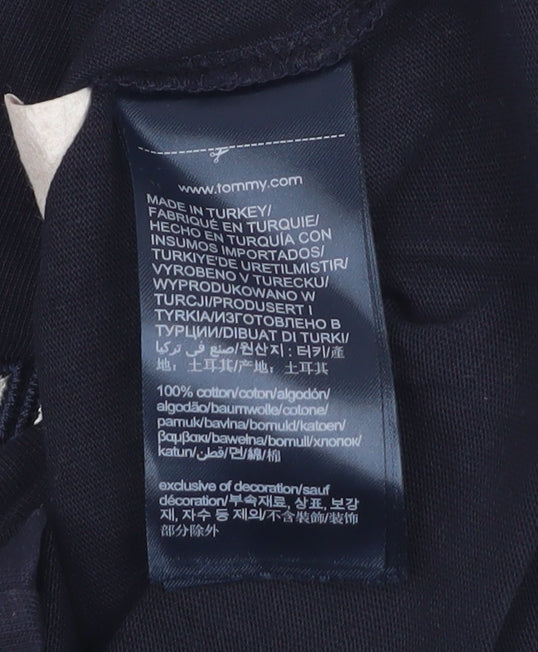 www.tommy.com
MADE IN TURKEY/
FABRIQUÉ EN TURQUIE/
HECHO EN TURQUÍA CON
INSUMOS IMPORTADOS/
TURKIYE'DE URETILMISTIR/
VYROBENO V TURECKU/
WYPRODUKOWANO W
TURCJI/PRODUSERT I
TYRKIA/ИЗГОТОВЛЕНО В
ТУРЦИИ/DIBUAT DI TURKI/
صنع في تركيا/원산지 : 터키/產
地：土耳其/产地：土耳其
100% cotton/coton/algodón/
algodão/baumwolle/cotone/
pamuk/bavlna/bomuld/katoen/
βαμβακι/bawełna/bomull/хлопок/
katun/قطن/면/綿/棉
exclusive of decoration/sauf
décoration/부속재료, 상표, 보강
재, 자수 등 제외/不含裝飾/装饰
部分除外